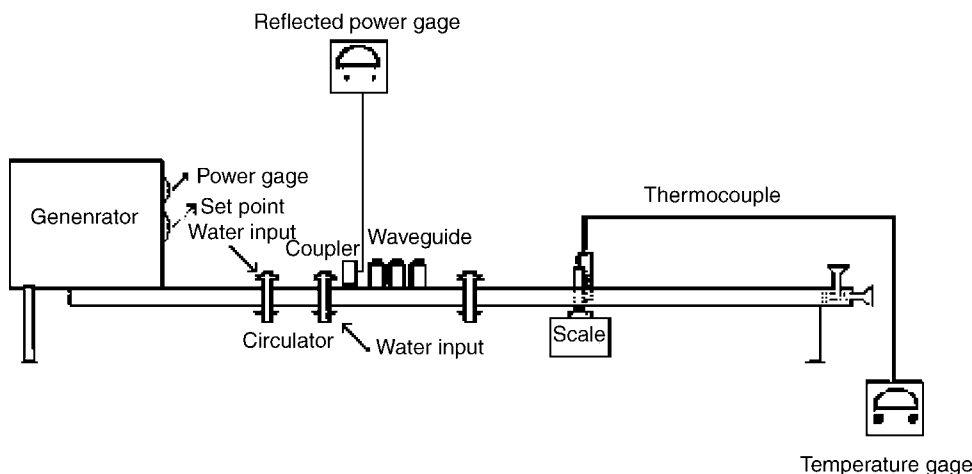 Reflected power gage
Power gage
Genenrator
Set point
Water input
Coupler
Waveguide
Thermocouple
Circulator
Water input
Scale
Temperature gage